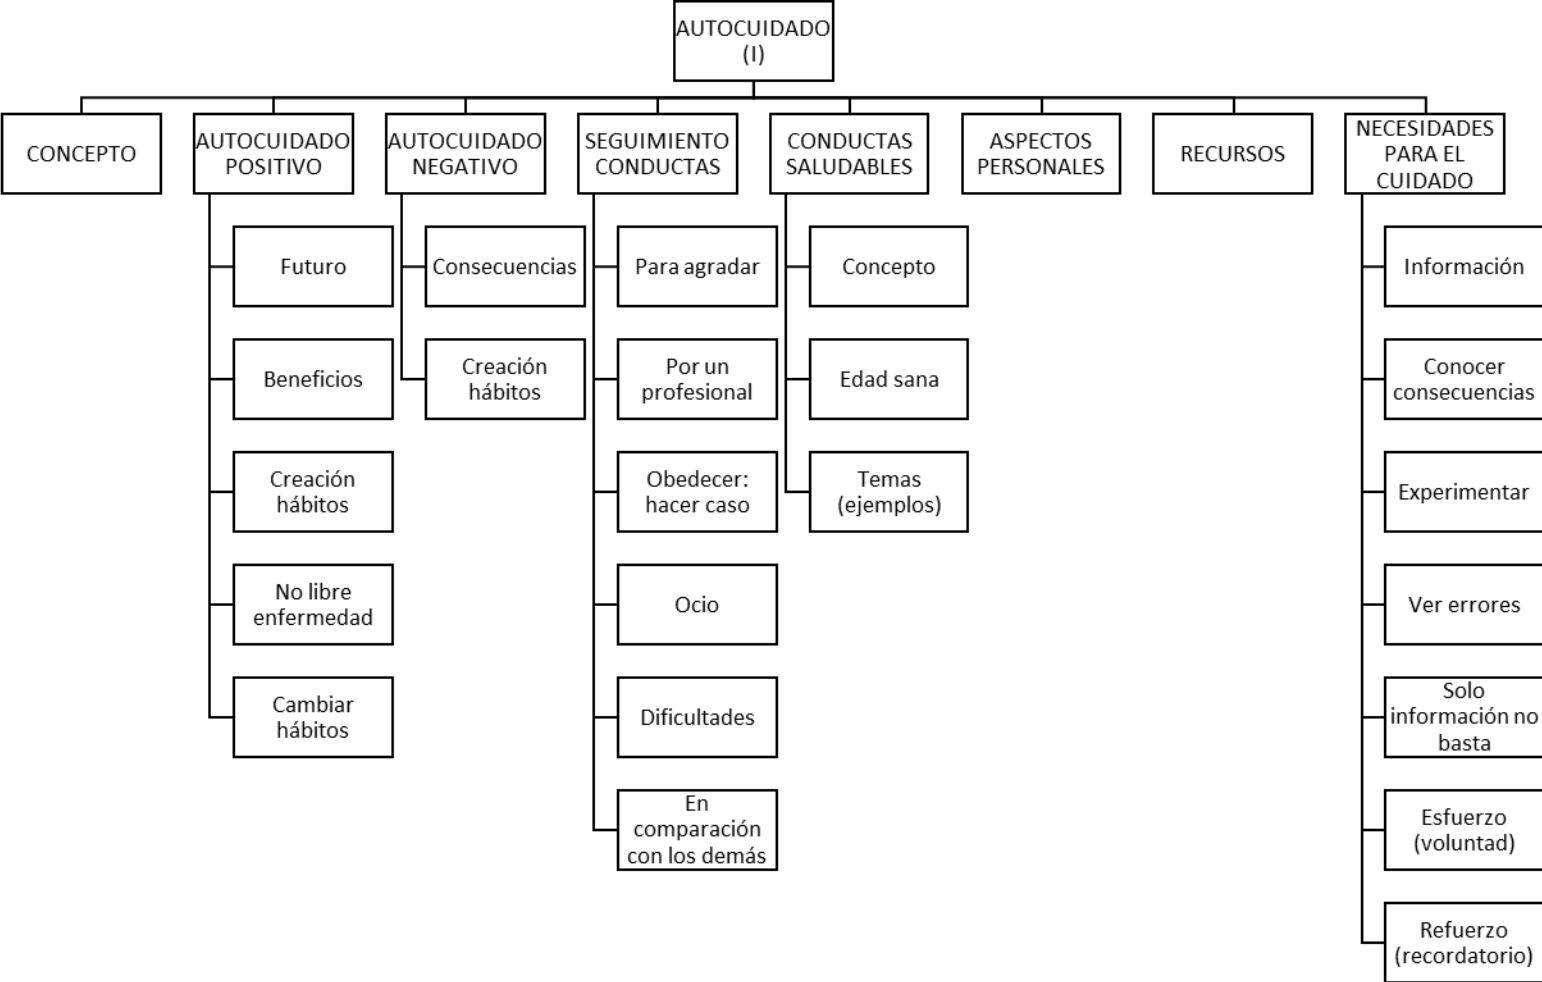 AUTOCUIDADO
(I)
CONCEPTO
AUTOCUIDADO
POSITIVO
AUTOCUIDADO
NEGATIVO
SEGUIMIENTO
CONDUCTAS
CONDUCTAS
SALUDABLES
ASPECTOS
PERSONALES
RECURSOS
NECESIDADES
PARA EL
CUIDADO
Futuro
Beneficios
Creación
hábitos
No libre
enfermedad
Cambiar
hábitos
Consecuencias
Creación
hábitos
Para agradar
Por un
profesional
Obedecer:
hacer caso
Ocio
Dificultades
En
comparación
con los demás
Concepto
Edad sana
Temas
(ejemplos)
Información
Conocer
consecuencias
Experimentar
Ver errores
Solo
información no
basta
Esfuerzo
(voluntad)
Refuerzo
(recordatorio)